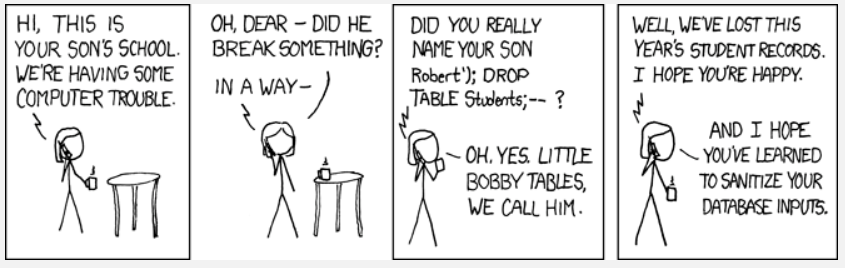 HI, THIS IS
YOUR SON'S SCHOOL.
WE'RE HAVING SOME
COMPUTER TROUBLE.
OH, DEAR – DID HE
BREAK SOMETHING?
IN A WAY–
DID YOU REALLY
NAME YOUR SON
Robert'); DROP
TABLE Students;-- ?
OH. YES. LITTLE
BOBBY TABLES,
WE CALL HIM.
WELL, WE'VE LOST THIS
YEAR'S STUDENT RECORDS.
I HOPE YOU'RE HAPPY.
AND I HOPE
YOU'VE LEARNED
TO SANITIZE YOUR
DATABASE INPUTS.